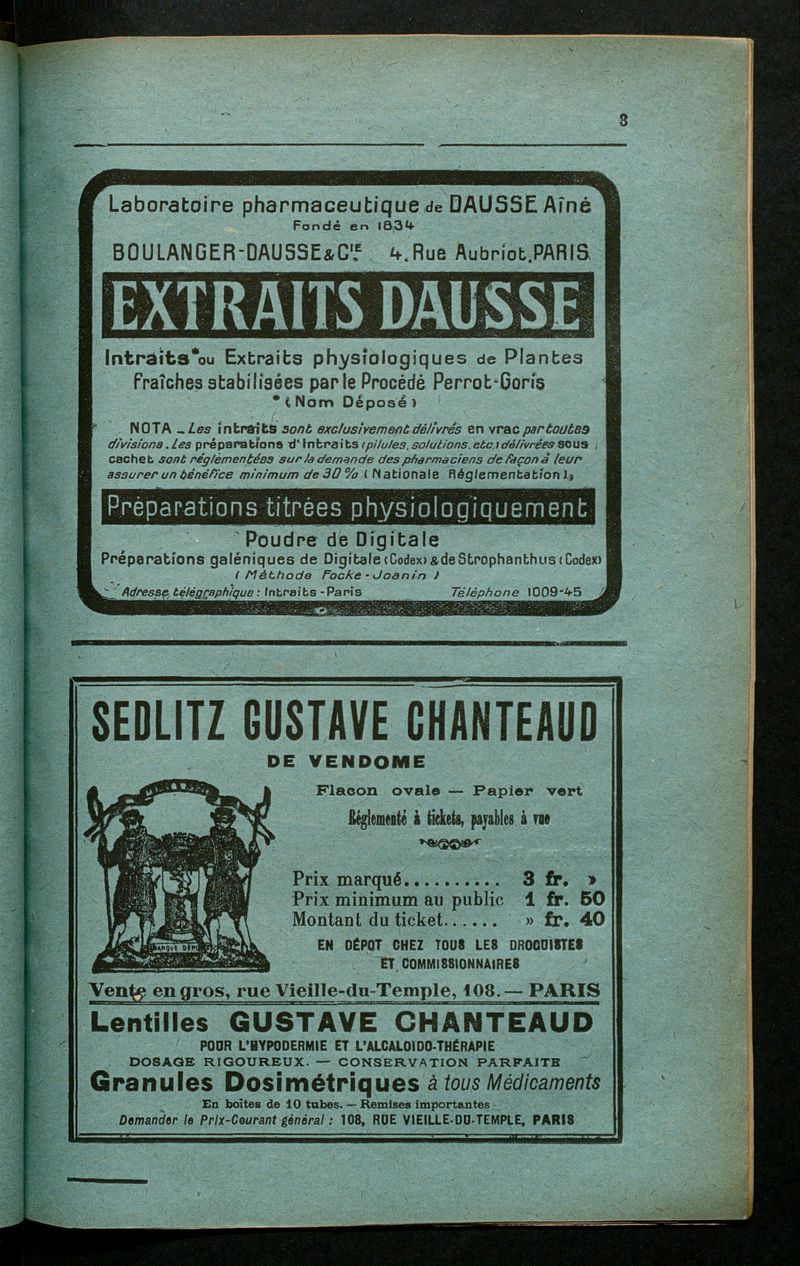 3
Laboratoire pharmaceutique de DAUSSE Aîné
Fondé en 1834
BOULANGER-DAUSSE & Cie 4, Rue Aubriot, PARIS
EXTRAITS DAUSSE
Intraits* ou Extraits physiologiques de Plantes
Fraîches stabilisées par le Procédé Perrot-Goris
* (Nom Déposé)
NOTA _ Les intraits sont exclusivement délivrés en vrac par toutes
divisions. Les préparations d'Intraits (pilules, solutions, etc.) délivrées sous
cachet sont réglementées sur la demande des pharmaciens de façon à leur
assurer un bénéfice minimum de 30 % (Nationale Réglementation).
Préparations titrées physiologiquement
Poudre de Digitale
Préparations galéniques de Digitale (Codex) & de Strophanthus (Codex)
(Méthode Focke-Joanin)
Adresse télégraphique : Intraits-Paris Téléphone 1009-45
SEDLITZ GUSTAVE CHANTEAUD
DE VENDOME
Flacon ovale — Papier vert
Réglementé à tickets, payables à vue
Prix marqué.......... 3 fr. »
Prix minimum au public 1 fr. 50
Montant du ticket...... » fr. 40
EN DÉPOT CHEZ TOUS LES DROGUISTES
ET COMMISSIONNAIRES
Vente en gros, rue Vieille-du-Temple, 108. — PARIS
Lentilles GUSTAVE CHANTEAUD
POUR L'HYPODERMIE ET L'ALCALOIDO-THÉRAPIE
DOSAGE RIGOUREUX. — CONSERVATION PARFAITE
Granules Dosimétriques à tous Médicaments
En boîtes de 10 tubes. — Remises importantes
Demander le Prix-Courant général : 108, RUE VIEILLE-DU-TEMPLE, PARIS